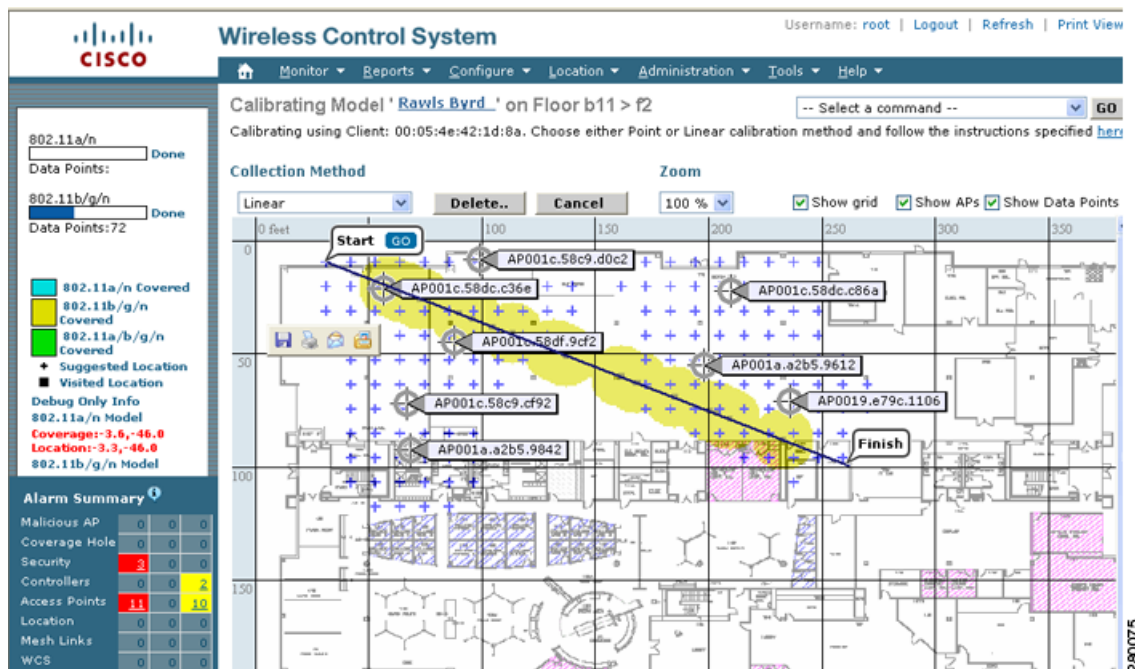 CISCO
Wireless Control System
Username: root | Logout | Refresh | Print View
Monitor Reports Configure Location Administration Tools Help
Calibrating Model ' Rawls Byrd ' on Floor b11 > f2
-- Select a command -- GO
Calibrating using Client: 00:05:4e:42:1d:8a. Choose either Point or Linear calibration method and follow the instructions specified here
802.11a/n
Done
Data Points:
802.11b/g/n
Done
Data Points:72
Collection Method
Zoom
Linear
Delete..
Cancel
100 %
Show grid
Show APs
Show Data Points
0 feet 100 150 200 250 350
0
50
100
150
Start GO
AP001c.58c9.d0c2
AP001c.58dc.c36e
AP001c.58dc.c86a
AP001c.58df.9cf2
AP001a.a2b5.9612
AP001c.58c9.cf92
AP0019.e79c.1106
AP001a.a2b5.9842
Finish
802.11a/n Covered
802.11b/g/n
Covered
802.11a/b/g/n
Covered
Suggested Location
Visited Location
Debug Only Info
802.11a/n Model
Coverage:-3.6,-46.0
Location:-3.3,-46.0
802.11b/g/n Model
Alarm Summary
Malicious AP 0 0 0
Coverage Hole 0 0 0
Security 3 0 0
Controllers 0 0 2
Access Points 11 0 10
Location 0 0 0
Mesh Links 0 0 0
WCS 0 0 0